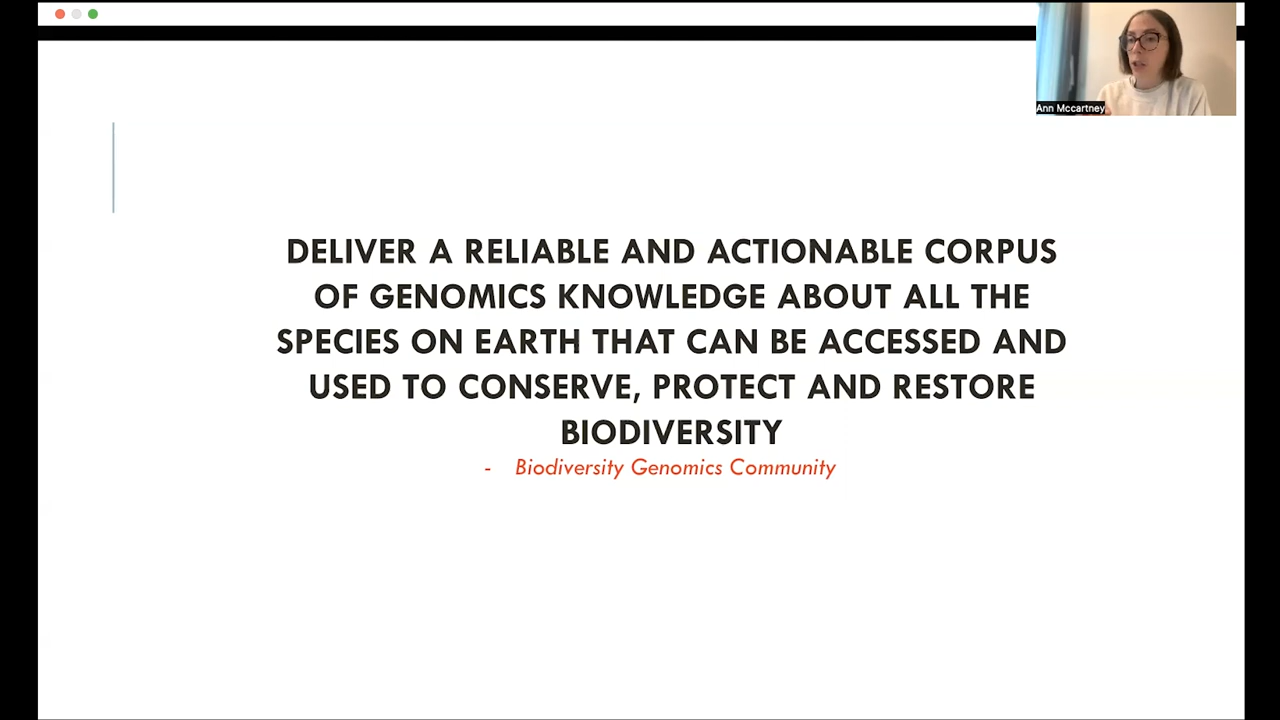 Ann Mccartney
DELIVER A RELIABLE AND ACTIONABLE CORPUS
OF GENOMICS KNOWLEDGE ABOUT ALL THE
SPECIES ON EARTH THAT CAN BE ACCESSED AND
USED TO CONSERVE, PROTECT AND RESTORE
BIODIVERSITY
- Biodiversity Genomics Community